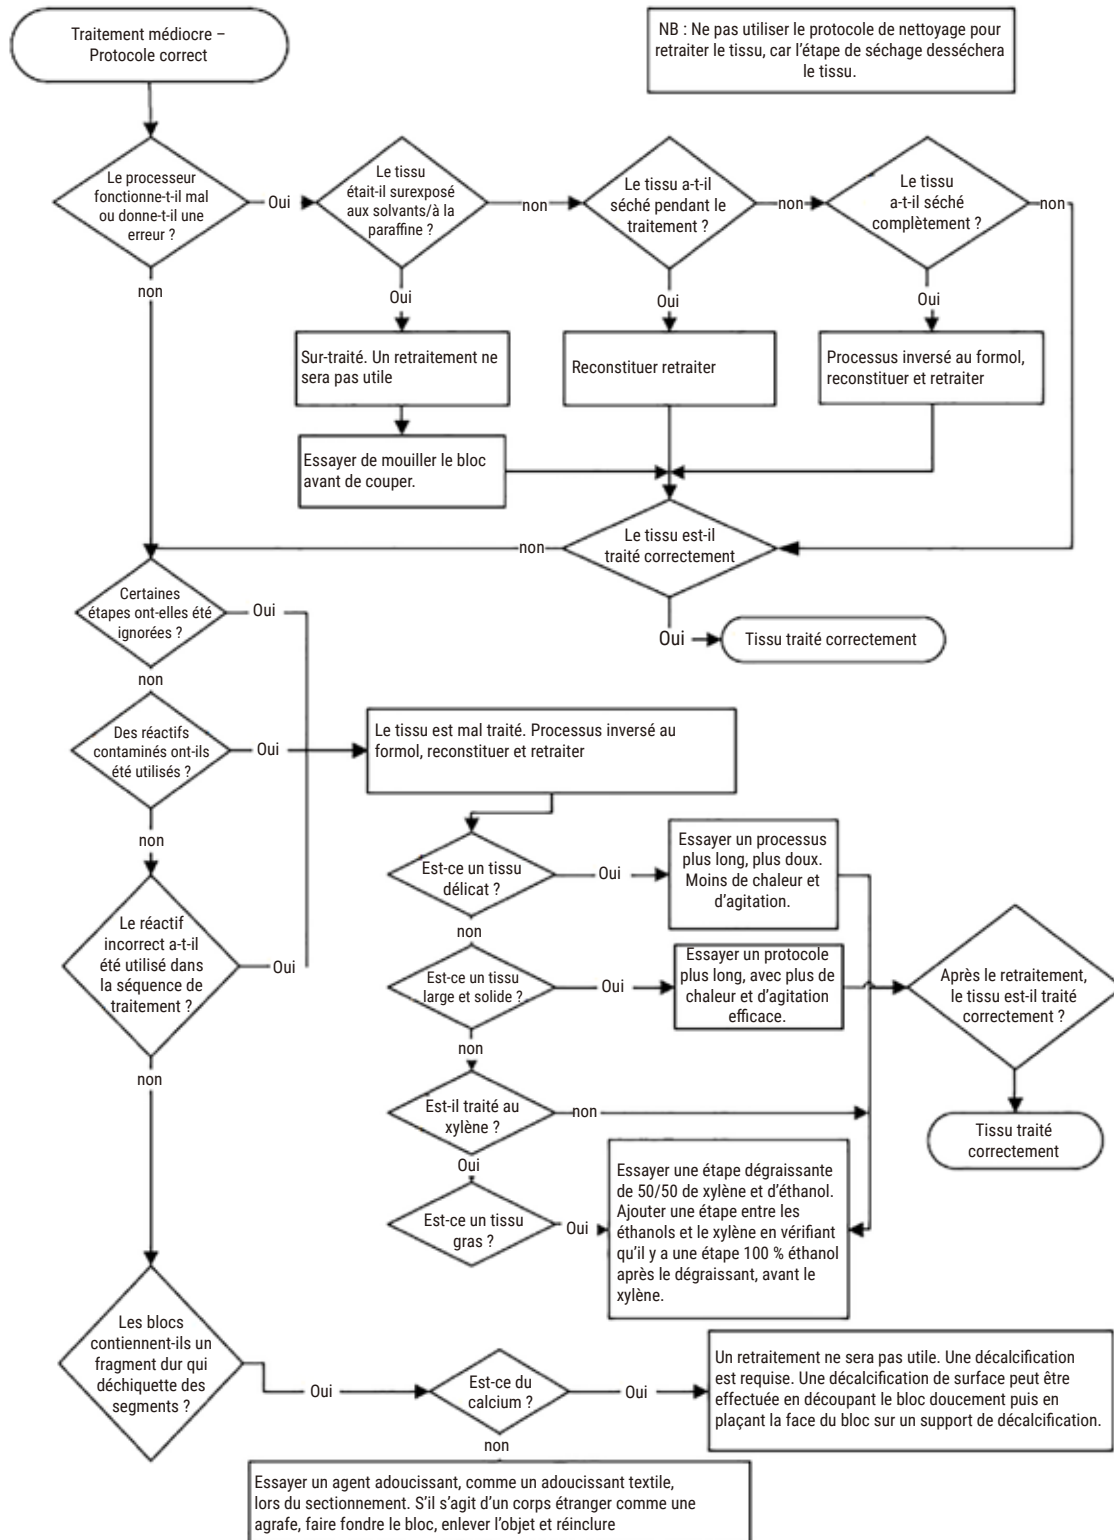 Traitement médiocre –
Protocole correct
NB : Ne pas utiliser le protocole de nettoyage pour
retraiter le tissu, car l’étape de séchage desséchera
le tissu.
Le processeur
fonctionne-t-il mal
ou donne-t-il une
erreur ?
Oui
Le tissu
était-il surexposé
aux solvants/à la
paraffine ?
non
Le tissu a-t-il
séché pendant le
traitement ?
non
Le tissu
a-t-il séché
complètement ?
non
non
Oui
Oui
Oui
Sur-traité. Un retraitement ne
sera pas utile
Reconstituer retraiter
Processus inversé au formol,
reconstituer et retraiter
Essayer de mouiller le bloc
avant de couper.
Le tissu est-il
traité correctement
non
Oui
Tissu traité correctement
Certaines
étapes ont-elles été
ignorées ?
Oui
non
Des réactifs
contaminés ont-ils
été utilisés ?
Oui
Le tissu est mal traité. Processus inversé au
formol, reconstituer et retraiter
non
Le réactif
incorrect a-t-il
été utilisé dans
la séquence de
traitement ?
Oui
non
Est-ce un tissu
délicat ?
Oui
Essayer un processus
plus long, plus doux.
Moins de chaleur et
d’agitation.
non
Est-ce un tissu
large et solide ?
Oui
Essayer un protocole
plus long, avec plus de
chaleur et d’agitation
efficace.
Après le retraitement,
le tissu est-il traité
correctement ?
non
Est-il traité au
xylène ?
non
Tissu traité
correctement
Oui
Est-ce un tissu
gras ?
Oui
Essayer une étape dégraissante
de 50/50 de xylène et d’éthanol.
Ajouter une étape entre les
éthanols et le xylène en vérifiant
qu’il y a une étape 100 % éthanol
après le dégraissant, avant le
xylène.
Les blocs
contiennent-ils un
fragment dur qui
déchiquette des
segments ?
Oui
Est-ce du
calcium ?
Oui
Un retraitement ne sera pas utile. Une décalcification
est requise. Une décalcification de surface peut être
effectuée en découpant le bloc doucement puis en
plaçant la face du bloc sur un support de décalcification.
non
Essayer un agent adoucissant, comme un adoucissant textile,
lors du sectionnement. S’il s’agit d’un corps étranger comme une
agrafe, faire fondre le bloc, enlever l’objet et réinclure